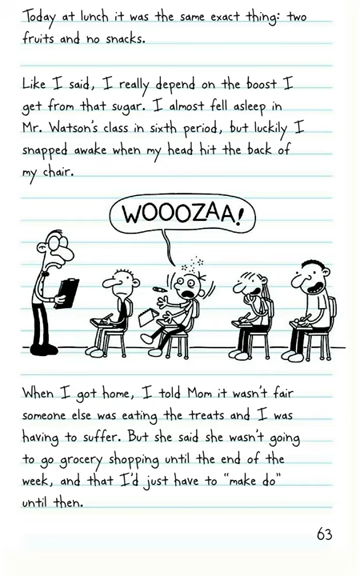 Today at lunch it was the same exact thing: two
fruits and no snacks.
Like I said, I really depend on the boost I
get from that sugar. I almost fell asleep in
Mr. Watson's class in sixth period, but luckily I
snapped awake when my head hit the back of
my chair.
WOOOZAA!
When I got home, I told Mom it wasn't fair
someone else was eating the treats and I was
having to suffer. But she said she wasn't going
to go grocery shopping until the end of the
week, and that I'd just have to "make do"
until then.
63